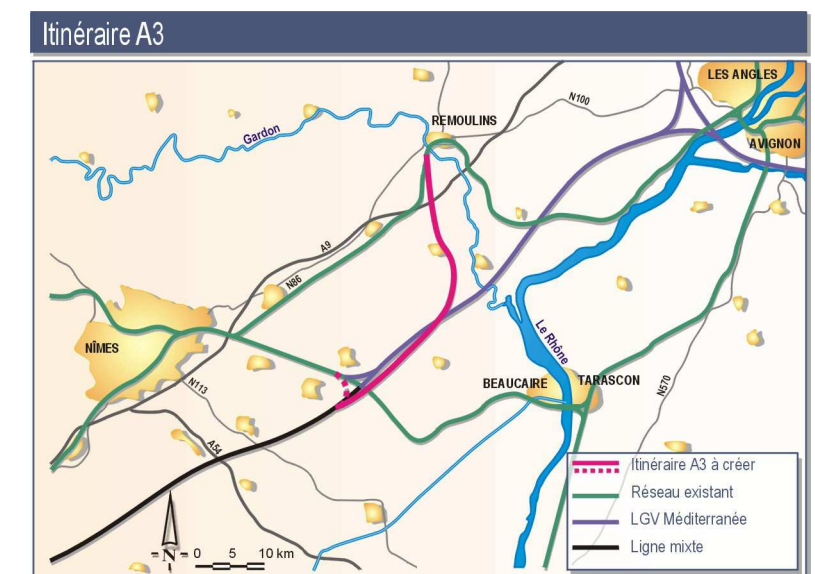 Itinéraire A3
LES ANGLES
N100
REMOULINS
Gardon
AVIGNON
A9
N86
Le Rhône
NÎMES
BEAUCAIRE
TARASCON
N113
N570
A54
Itinéraire A3 à créer
Réseau existant
LGV Méditerranée
Ligne mixte
-N- 0 5 10 km